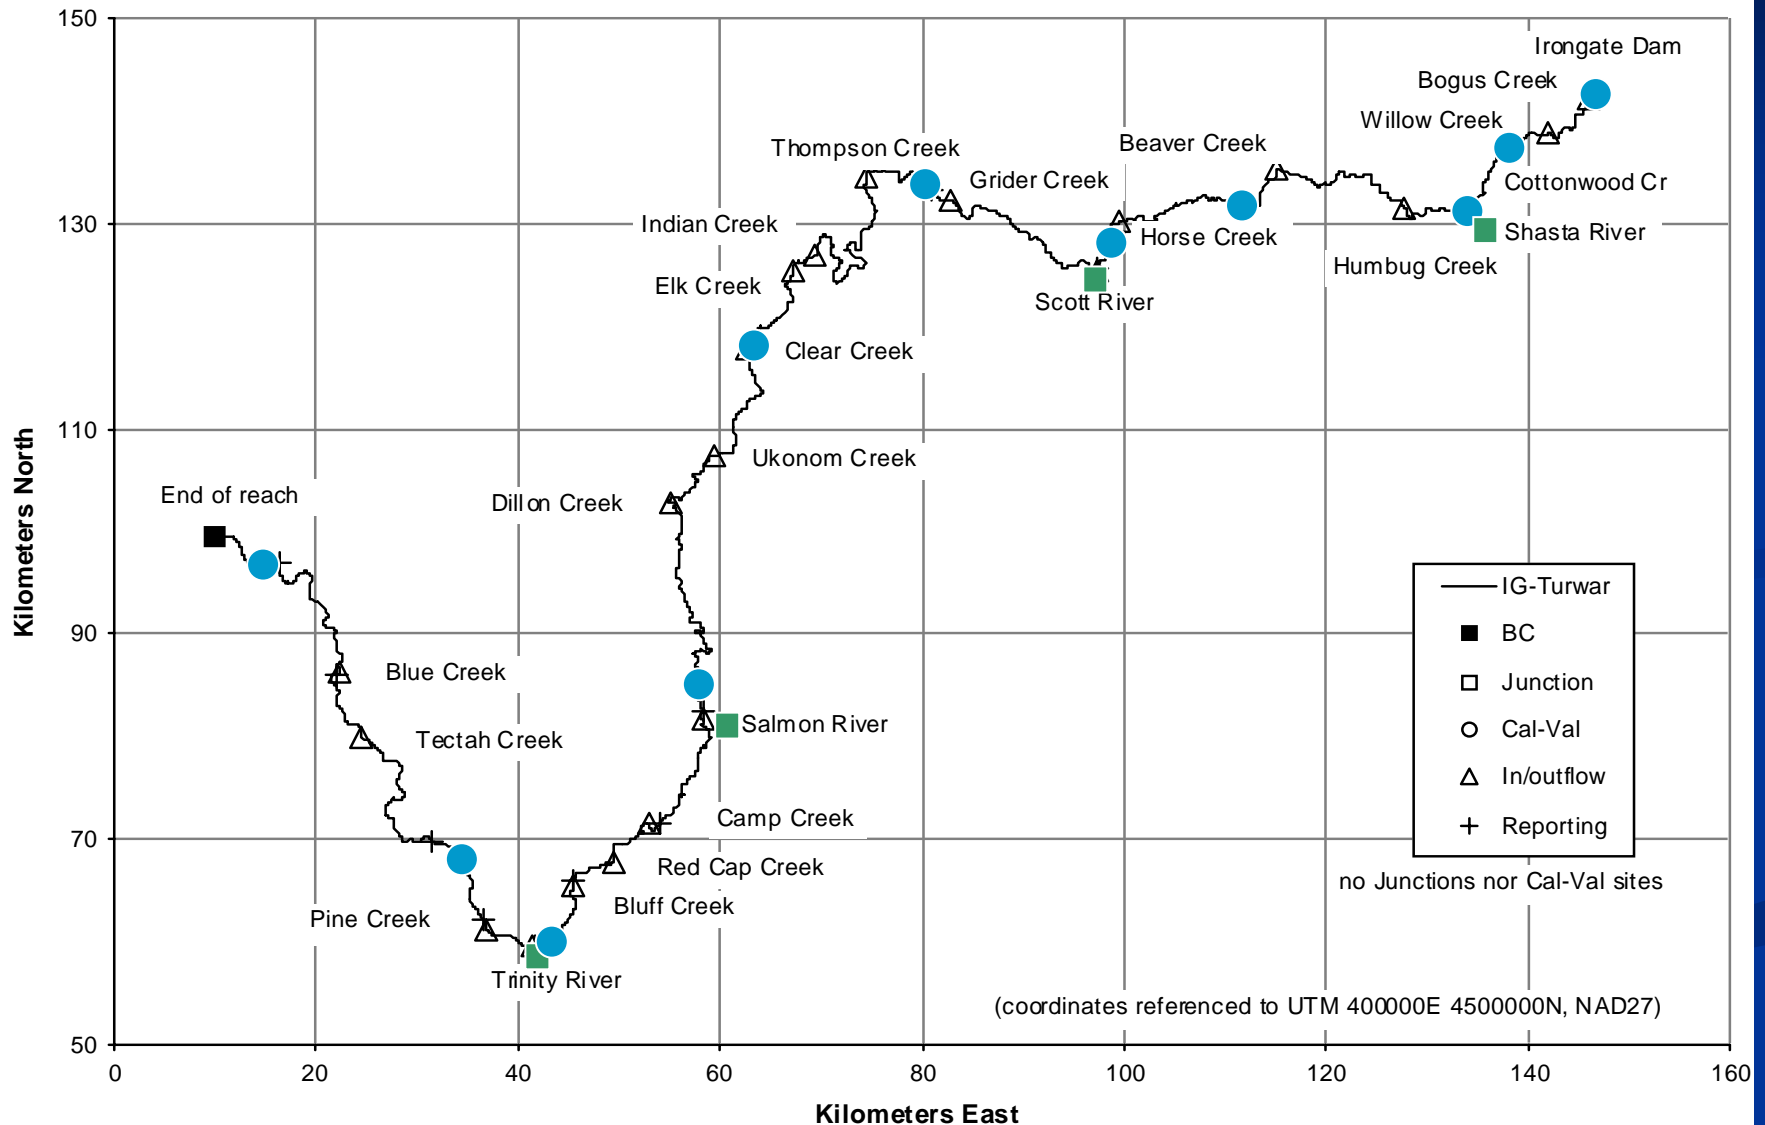 150
Irongate Dam
Bogus Creek
Willow Creek
Beaver Creek
Thompson Creek
Grider Creek
Cottonwood Cr
130
Indian Creek
Horse Creek
Shasta River
Humbug Creek
Elk Creek
Scott River
Clear Creek
110
Ukonom Creek
Dillon Creek
End of reach
Kilometers North
IG-Turwar
BC
90
Blue Creek
Junction
Salmon River
Cal-Val
Tectah Creek
In/outflow
Camp Creek
Reporting
70
Red Cap Creek
no Junctions nor Cal-Val sites
Bluff Creek
Pine Creek
Trinity River
(coordinates referenced to UTM 400000E 4500000N, NAD27)
50
0 20 40 60 80 100 120 140 160
Kilometers East